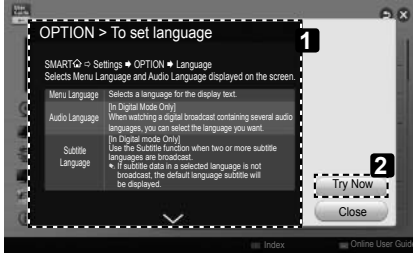 User
Guide
OPTION > To set language
1
SMART ⇨ Settings ➡ OPTION ➡ Language
Selects Menu Language and Audio Language displayed on the screen.
Menu Language Selects a language for the display text.
Audio Language
[In Digital Mode Only]
When watching a digital broadcast containing several audio
languages, you can select the language you want.
Subtitle
Language
[In Digital mode Only]
Use the Subtitle function when two or more subtitle
languages are broadcast.
If subtitle data in a selected language is not
broadcast, the default language subtitle will
be displayed.
2
Try Now
Close
Index
Online User Guide